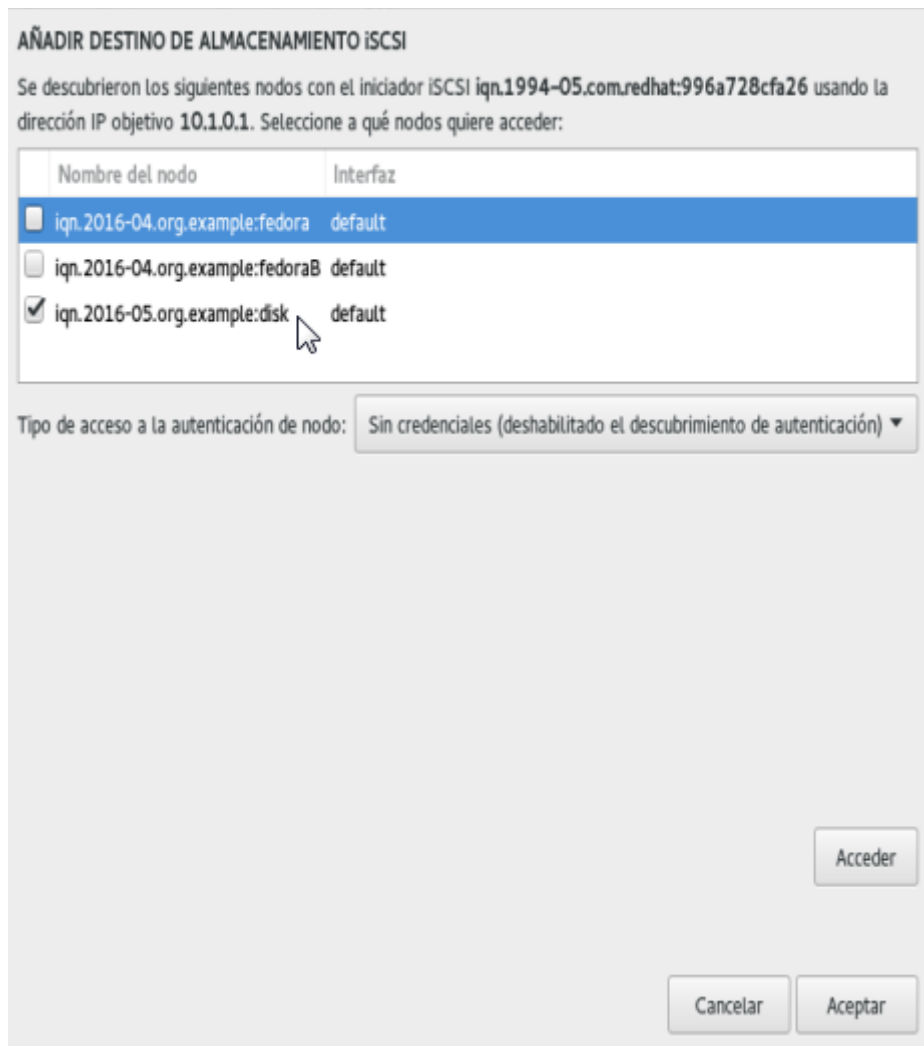 AÑADIR DESTINO DE ALMACENAMIENTO iSCSI
Se descubrieron los siguientes nodos con el iniciador iSCSI iqn.1994-05.com.redhat:996a728cfa26 usando la
dirección IP objetivo 10.1.0.1. Seleccione a qué nodos quiere acceder:
Nombre del nodo Interfaz
iqn.2016-04.org.example:fedora default
iqn.2016-04.org.example:fedoraB default
iqn.2016-05.org.example:disk default
Tipo de acceso a la autenticación de nodo: Sin credenciales (deshabilitado el descubrimiento de autenticación)
Acceder
Cancelar Aceptar